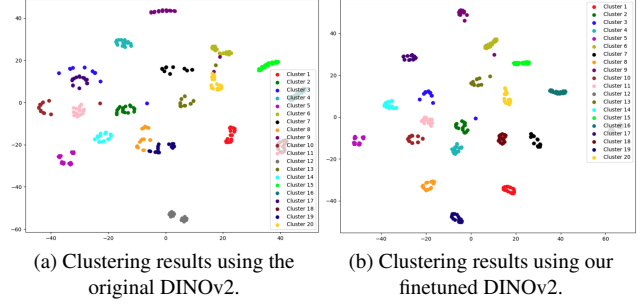 (a)
40
20
0
−20
−40
−60
−40
−20
0
20
40
Cluster 1
Cluster 2
Cluster 3
Cluster 4
Cluster 5
Cluster 6
Cluster 7
Cluster 8
Cluster 9
Cluster 10
Cluster 11
Cluster 12
Cluster 13
Cluster 14
Cluster 15
Cluster 16
Cluster 17
Cluster 18
Cluster 19
Cluster 20
(b)
40
20
0
−20
−40
−40
−20
0
20
40
60
Cluster 1
Cluster 2
Cluster 3
Cluster 4
Cluster 5
Cluster 6
Cluster 7
Cluster 8
Cluster 9
Cluster 10
Cluster 11
Cluster 12
Cluster 13
Cluster 14
Cluster 15
Cluster 16
Cluster 17
Cluster 18
Cluster 19
Cluster 20
(a) Clustering results using the
original DINOv2.
(b) Clustering results using our
finetuned DINOv2.